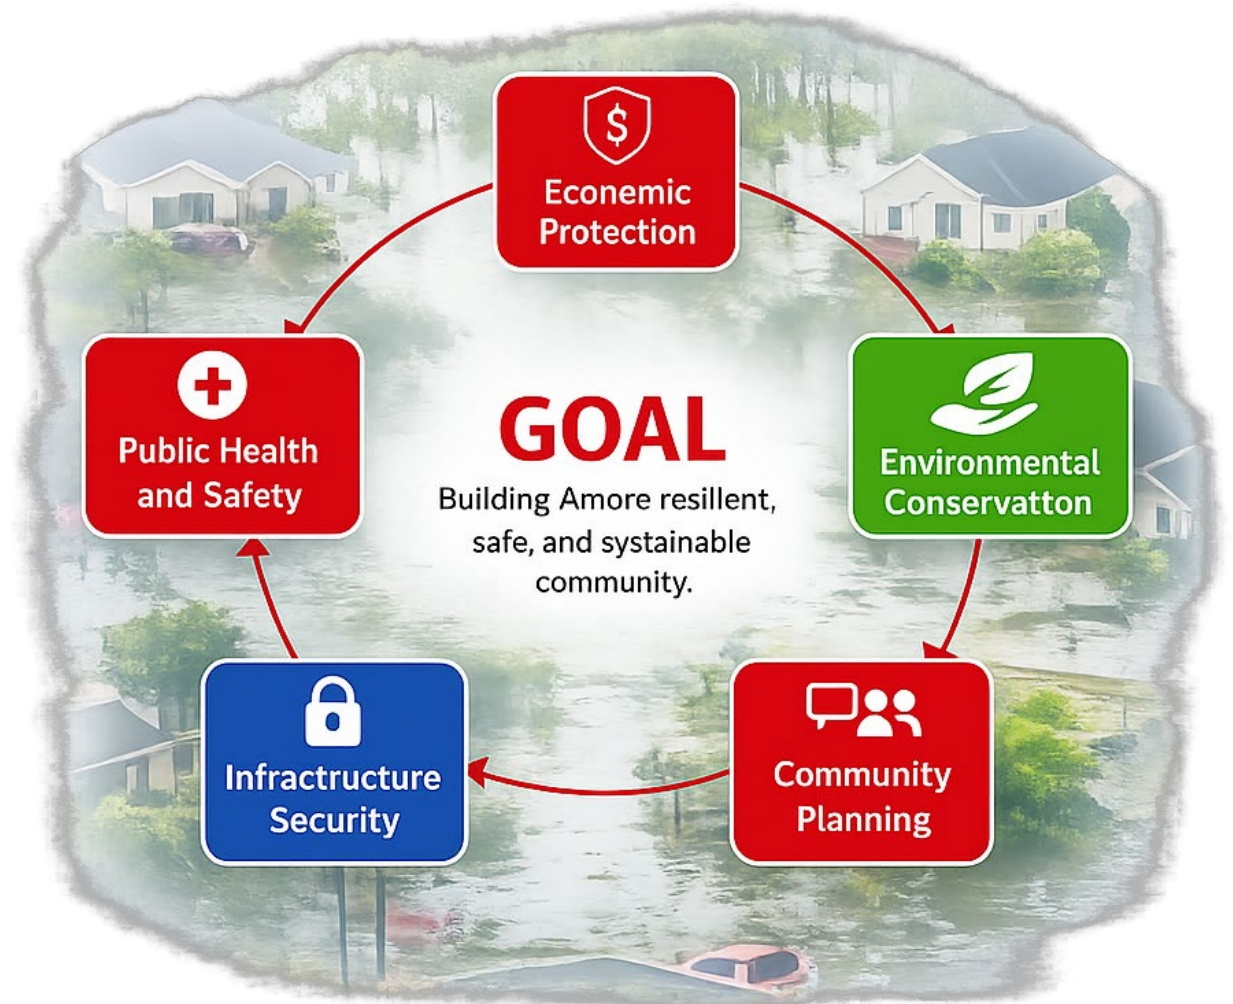 $
Economic
Protection
Public Health
and Safety
GOAL
Building Amore resillent,
safe, and systainable
community.
Environmental
Conservatton
Infractructure
Security
Community
Planning